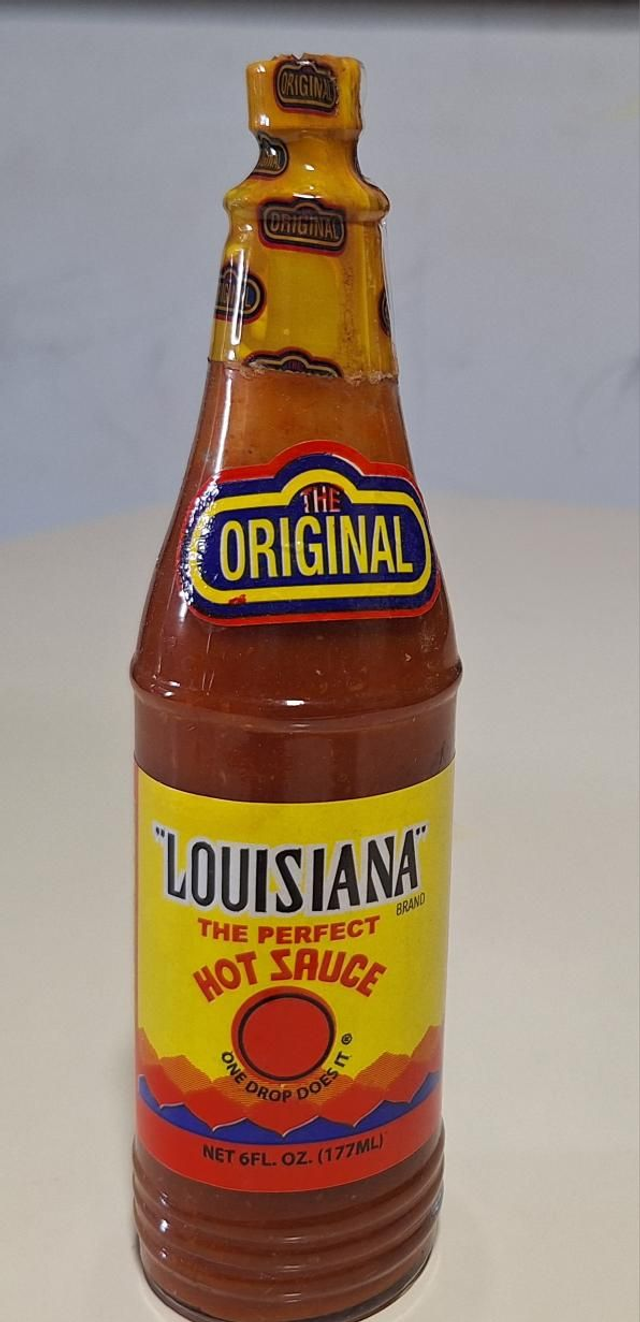 ORIGINAL
ORIGINAL
THE
ORIGINAL
"LOUISIANA"
BRAND
THE PERFECT
HOT SAUCE
ONE DROP DOES IT ®
NET 6FL. OZ. (177ML)